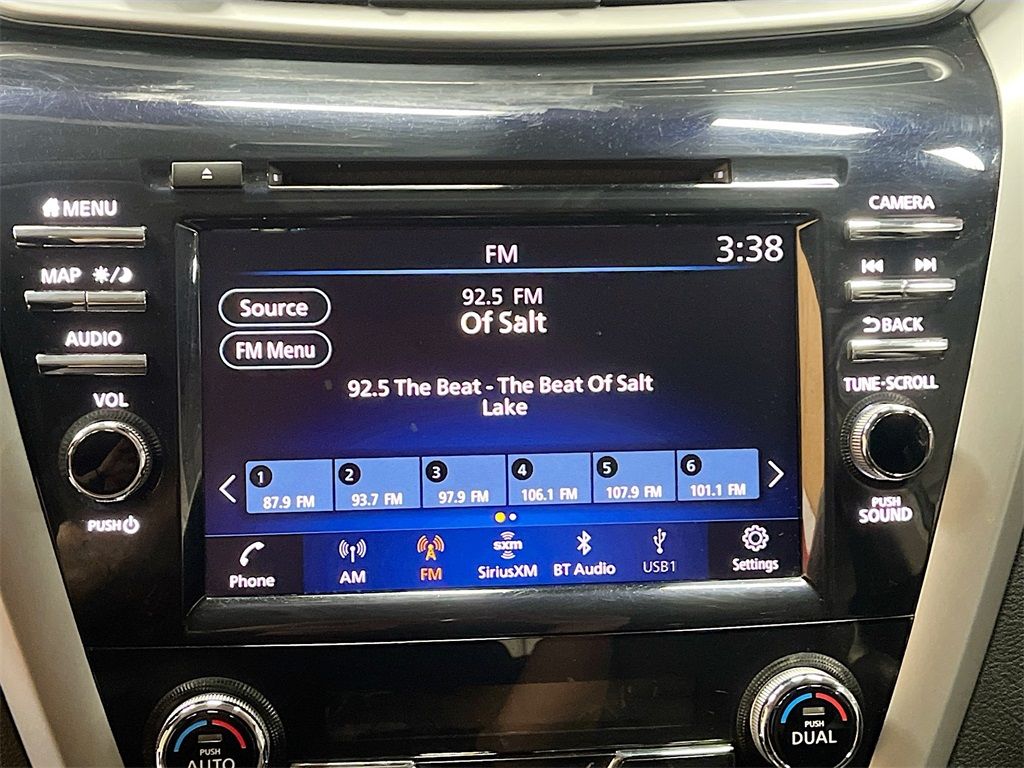 MENU
CAMERA
FM
3:38
MAP
Source
92.5 FM
Of Salt
AUDIO
BACK
FM Menu
92.5 The Beat - The Beat Of Salt
Lake
VOL
TUNE·SCROLL
1
2
3
4
5
6
87.9 FM
93.7 FM
97.9 FM
106.1 FM
107.9 FM
101.1 FM
PUSH
PUSH
SOUND
Phone
AM
FM
sxm
SiriusXM
BT Audio
USB1
Settings
PUSH
AUTO
PUSH
DUAL